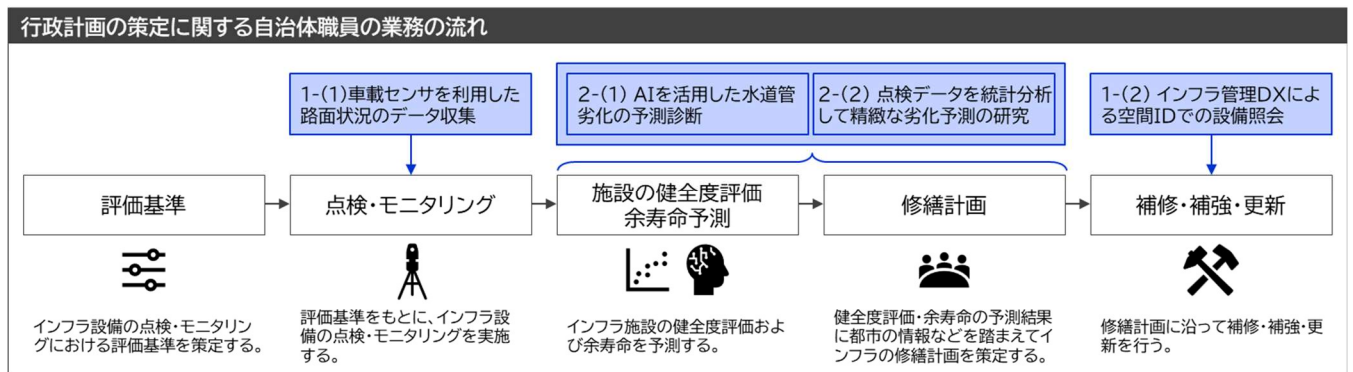 行政計画の策定に関する自治体職員の業務の流れ
1-(1)車載センサを利用した
路面状況のデータ収集
2-(1) AIを活用した水道管
劣化の予測診断
2-(2) 点検データを統計分析
して精緻な劣化予測の研究
1-(2) インフラ管理DXによ
る空間IDでの設備照会
評価基準
点検・モニタリング
施設の健全度評価
余寿命予測
修繕計画
補修・補強・更新
インフラ設備の点検・モニタリン
グにおける評価基準を策定する。
評価基準をもとに、インフラ設
備の点検・モニタリングを実施
する。
インフラ施設の健全度評価およ
び余寿命を予測する。
健全度評価・余寿命の予測結果
に都市の情報などを踏まえてイ
ンフラの修繕計画を策定する。
修繕計画に沿って補修・補強・更
新を行う。